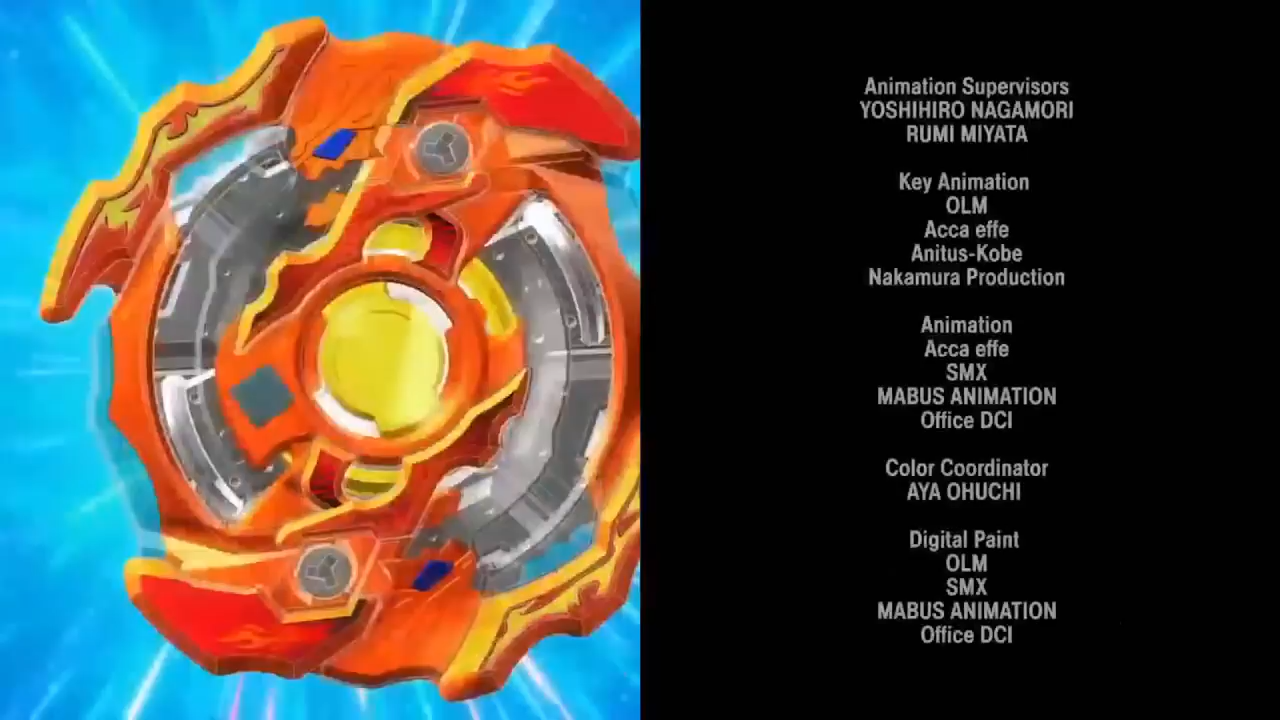 Animation Supervisors
YOSHIHIRO NAGAMORI
RUMI MIYATA
Key Animation
OLM
Acca effe
Anitus-Kobe
Nakamura Production
Animation
Acca effe
SMX
MABUS ANIMATION
Office DCI
Color Coordinator
AYA OHUCHI
Digital Paint
OLM
SMX
MABUS ANIMATION
Office DCI